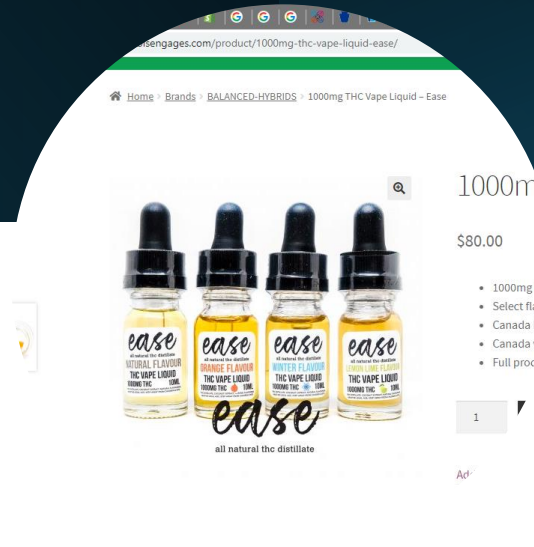 lsengages.com/product/1000mg-thc-vape-liquid-ease/
Home > Brands > BALANCED-HYBRIDS > 1000mg THC Vape Liquid – Ease
1000m
$80.00
1000mg
Select fl
Canada
Canada
Full prod
1
Ad
ease
all natural thc distillate
NATURAL FLAVOUR
THC VAPE LIQUID
1000MG THC 10ML
ease
all natural thc distillate
ORANGE FLAVOUR
THC VAPE LIQUID
1000MG THC 10ML
ease
all natural thc distillate
WINTER FLAVOUR
THC VAPE LIQUID
1000MG THC 10ML
ease
all natural thc distillate
LEMON LIME FLAVOUR
THC VAPE LIQUID
1000MG THC 10ML
ease
all natural thc distillate